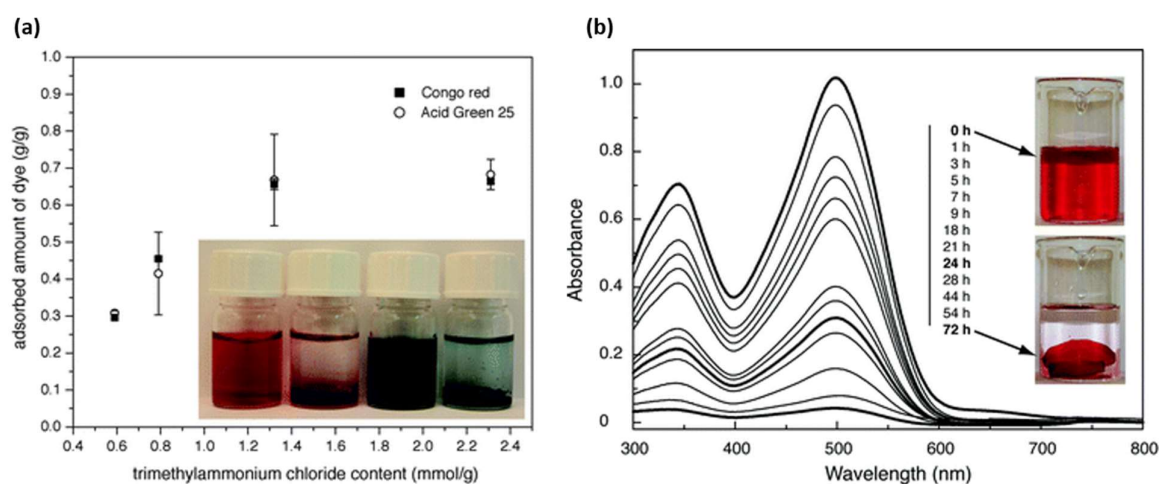 (a)
1.0
0.9
0.8
0.7
0.6
0.5
0.4
0.3
0.2
0.1
0.0
adsorbed amount of dye (g/g)
Congo red
Acid Green 25
0.4 0.6 0.8 1.0 1.2 1.4 1.6 1.8 2.0 2.2 2.4
trimethylammonium chloride content (mmol/g)
(b)
1.0
0.8
0.6
0.4
0.2
0
Absorbance
0 h
1 h
3 h
5 h
7 h
9 h
18 h
21 h
24 h
28 h
44 h
54 h
72 h
300 400 500 600 700 800
Wavelength (nm)